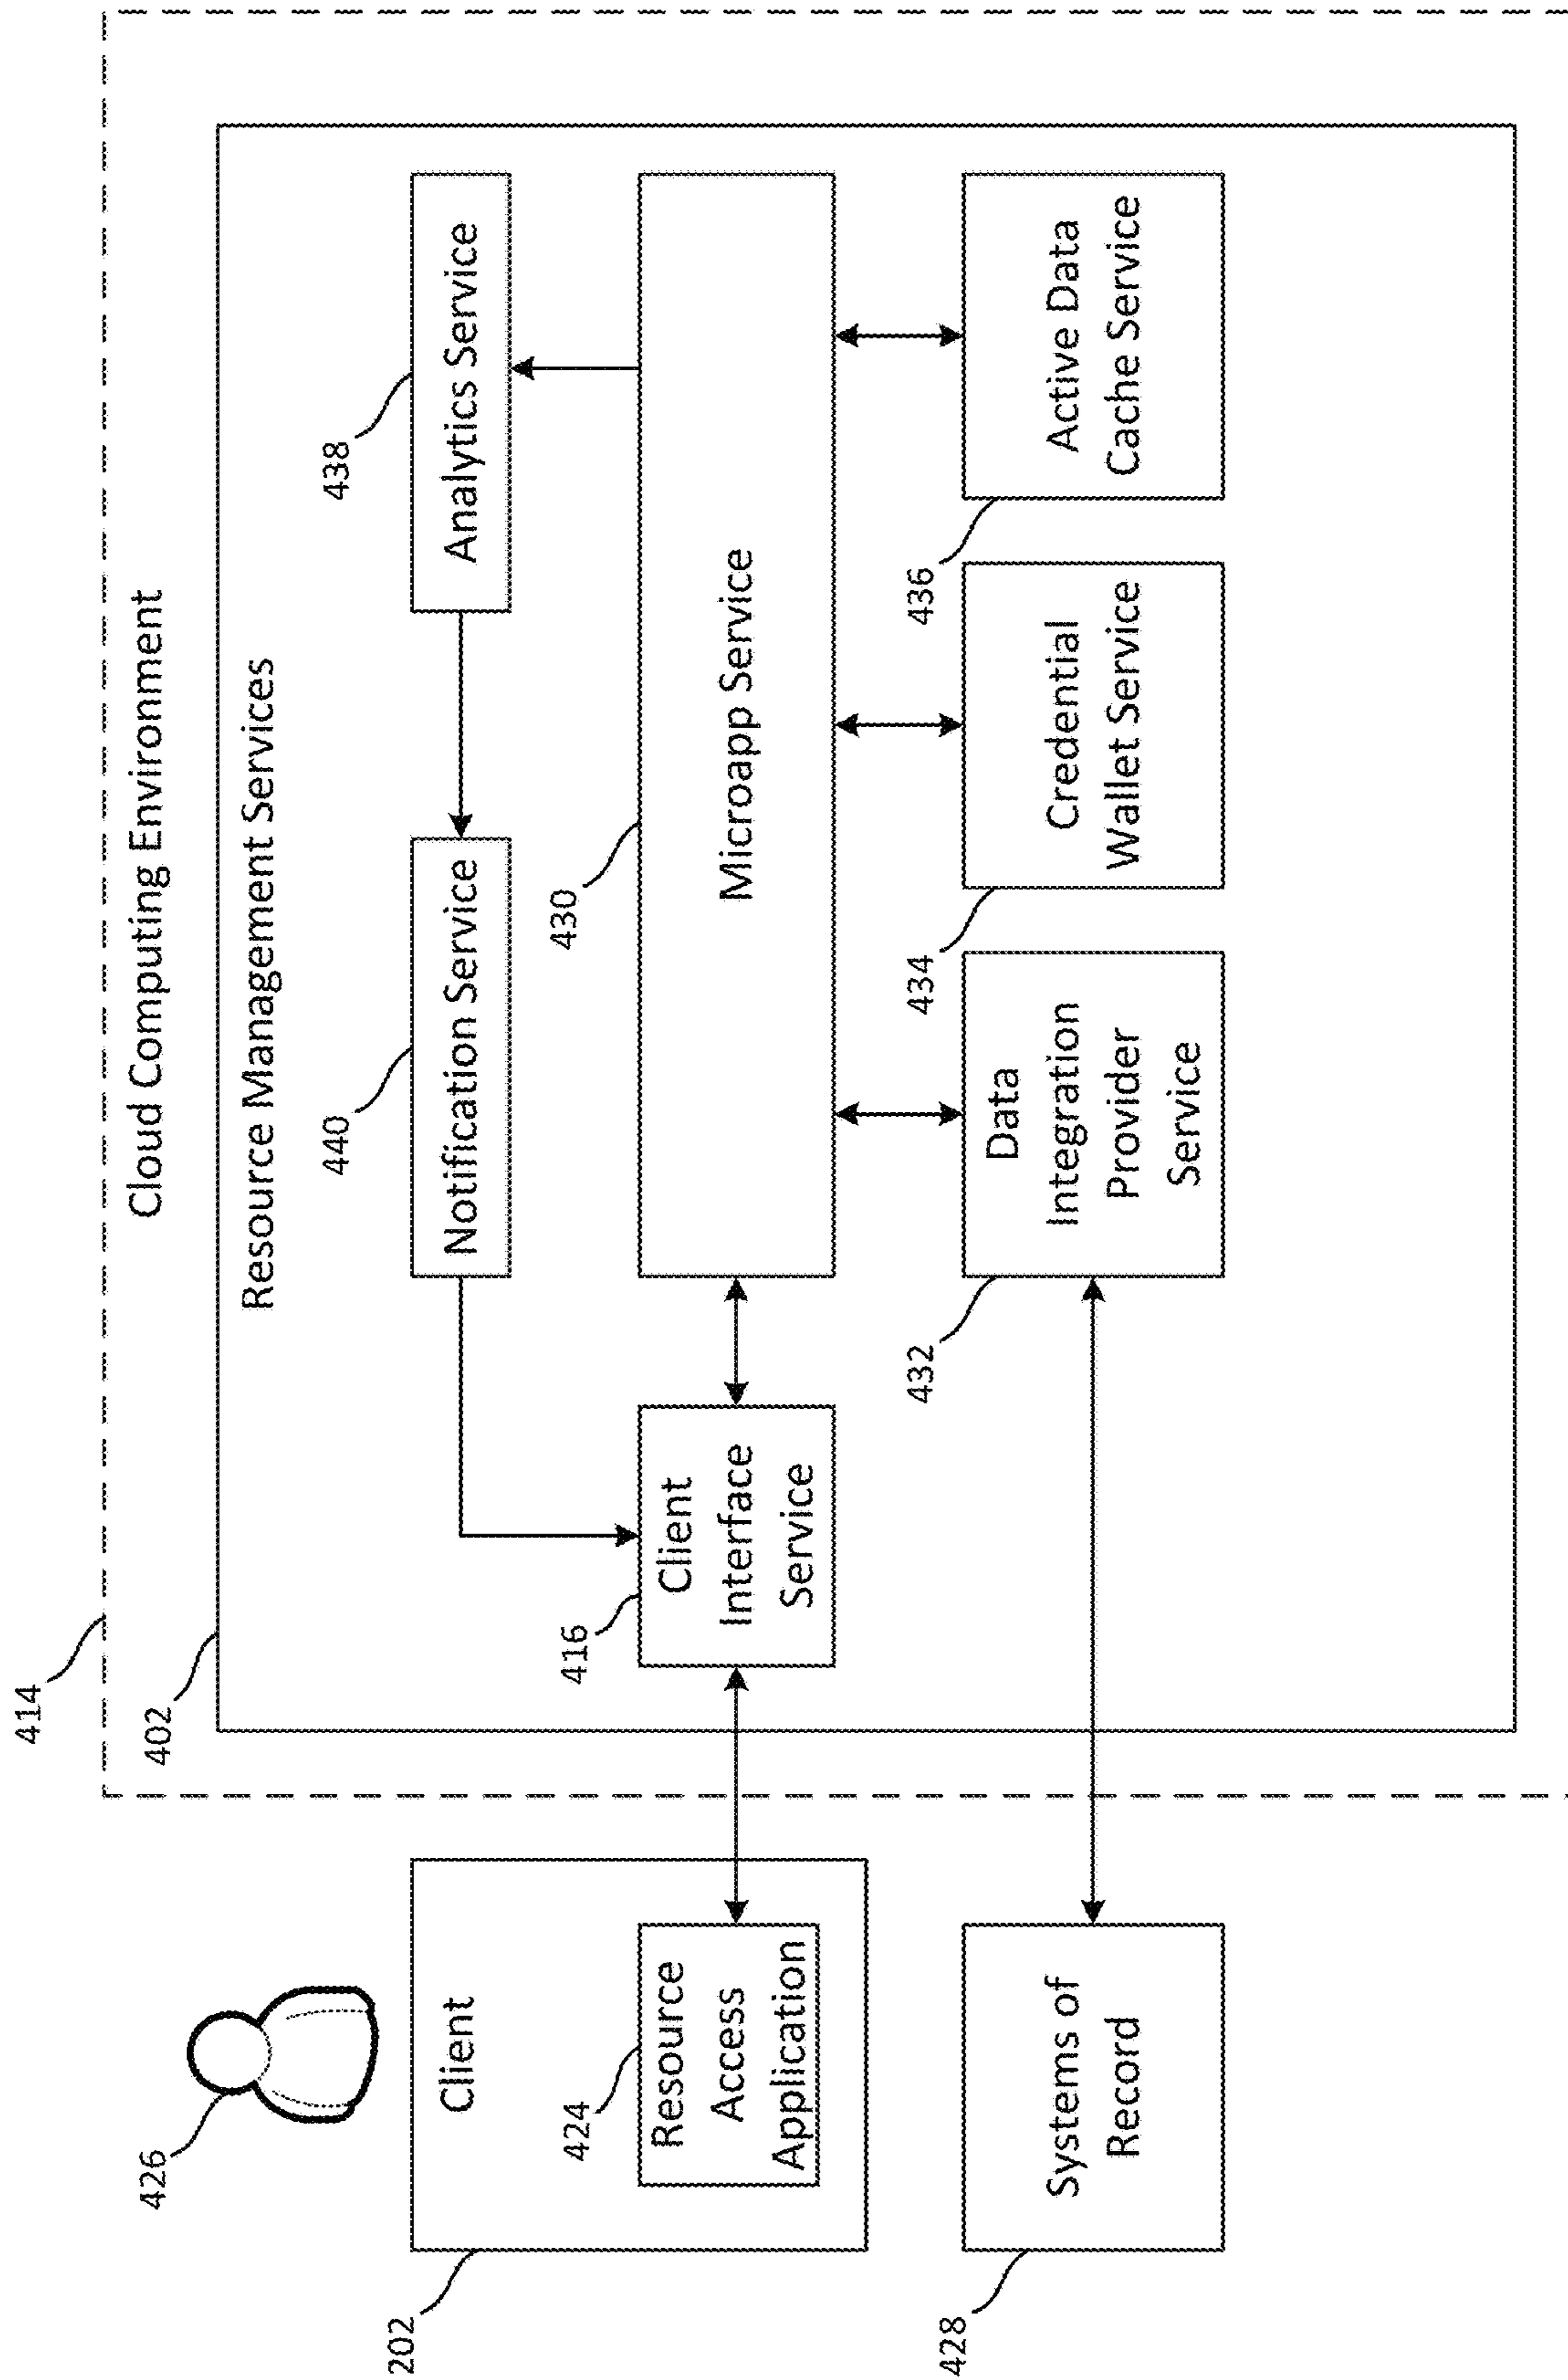 414
Cloud Computing Environment
402
Resource Management Services
426
440
438
Notification Service
Analytics Service
202
Client
424
Resource
Access
Application
416
Client
Interface
Service
430
Microapp Service
428
Systems of
Record
432
Data
Integration
Provider
Service
434
Credential
Wallet Service
436
Active Data
Cache Service